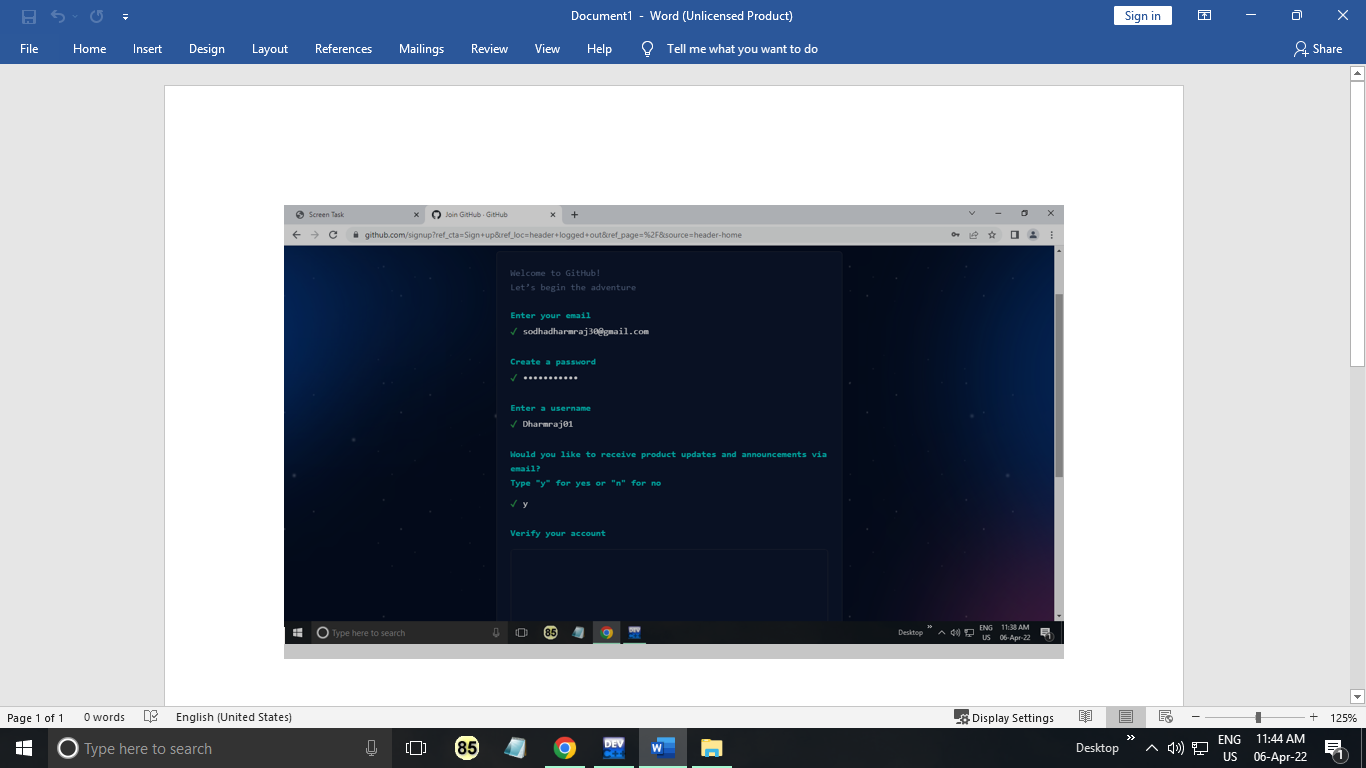 Document1 - Word (Unlicensed Product)
Sign in
File Home Insert Design Layout References Mailings Review View Help Tell me what you want to do Share
Screen Task Join GitHub · GitHub
github.com/signup?ref_cta=Sign+up&ref_loc=header+logged+out&ref_page=%2F&source=header-home
Welcome to GitHub!
Let's begin the adventure
Enter your email
✓ sodhadharmraj30@gmail.com
Create a password
✓ •••••••••••
Enter a username
✓ Dharmraj01
Would you like to receive product updates and announcements via
email?
Type "y" for yes or "n" for no
✓ y
Verify your account
Type here to search 85 DEV Desktop » ENG 11:38 AM
US 06-Apr-22 1
Page 1 of 1 0 words English (United States) Display Settings 125%
Type here to search 85 DEV Desktop » ENG 11:44 AM
US 06-Apr-22 1